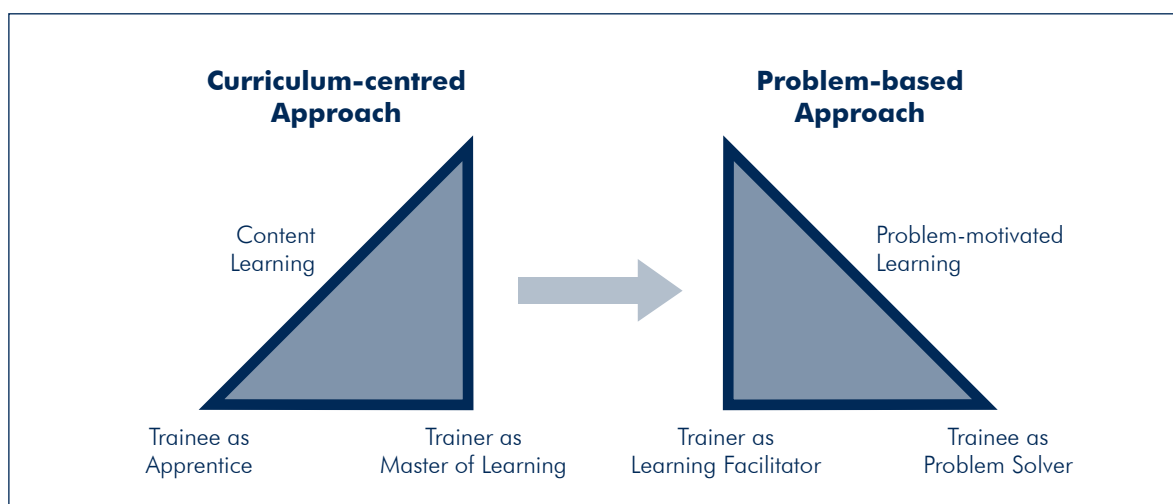 Curriculum-centred
Approach
Problem-based
Approach
Content
Learning
Problem-motivated
Learning
Trainee as
Apprentice
Trainer as
Master of Learning
Trainer as
Learning Facilitator
Trainee as
Problem Solver